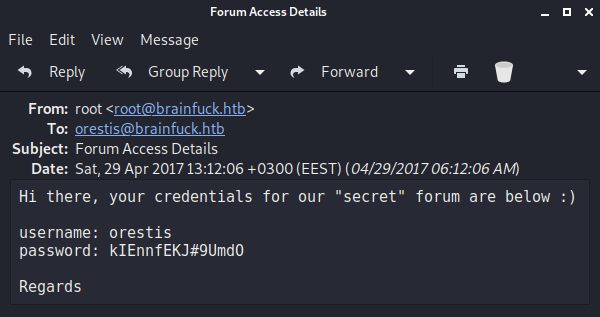 Forum Access Details
File Edit View Message
Reply Group Reply Forward
From: root <root@brainfuck.htb>
To: orestis@brainfuck.htb
Subject: Forum Access Details
Date: Sat, 29 Apr 2017 13:12:06 +0300 (EEST) (04/29/2017 06:12:06 AM)
Hi there, your credentials for our "secret" forum are below :)
username: orestis
password: kIEnnfEKJ#9UmdO
Regards